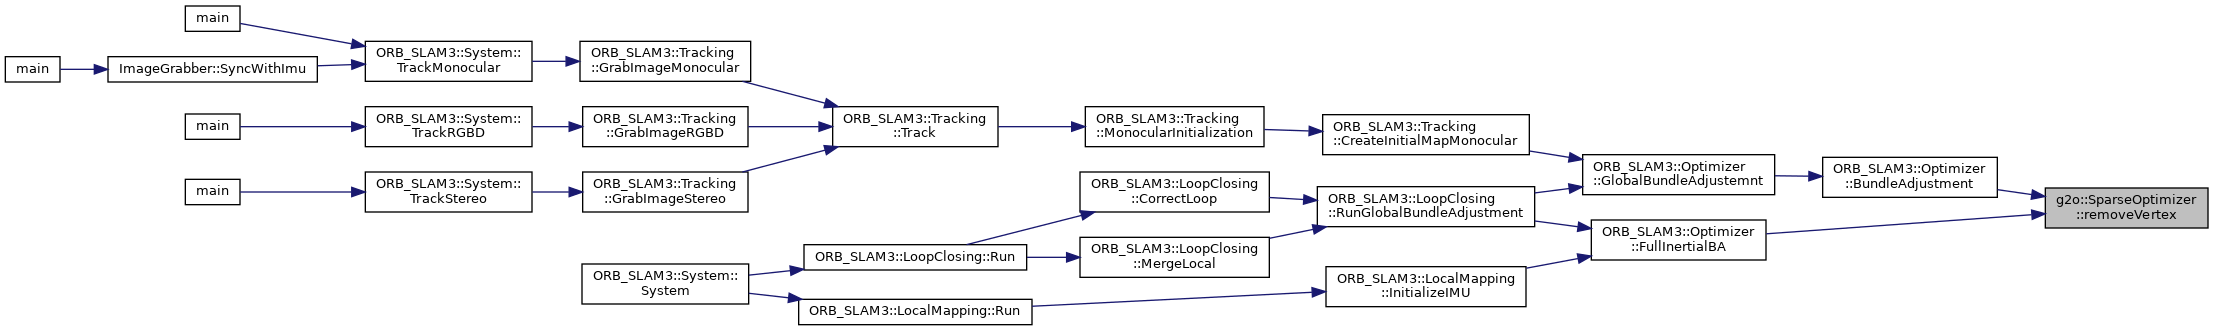 main
main
ImageGrabber::SyncWithImu
ORB_SLAM3::System::
TrackMonocular
ORB_SLAM3::Tracking
::GrabImageMonocular
main
ORB_SLAM3::System::
TrackRGBD
ORB_SLAM3::Tracking
::GrabImageRGBD
ORB_SLAM3::Tracking
::Track
ORB_SLAM3::Tracking
::MonocularInitialization
ORB_SLAM3::Tracking
::CreateInitialMapMonocular
ORB_SLAM3::Optimizer
::GlobalBundleAdjustemnt
ORB_SLAM3::Optimizer
::BundleAdjustment
main
ORB_SLAM3::System::
TrackStereo
ORB_SLAM3::Tracking
::GrabImageStereo
ORB_SLAM3::LoopClosing
::CorrectLoop
ORB_SLAM3::LoopClosing
::RunGlobalBundleAdjustment
g2o::SparseOptimizer
::removeVertex
ORB_SLAM3::Optimizer
::FullInertialBA
ORB_SLAM3::LoopClosing::Run
ORB_SLAM3::LoopClosing
::MergeLocal
ORB_SLAM3::System::
System
ORB_SLAM3::LocalMapping
::InitializeIMU
ORB_SLAM3::LocalMapping::Run